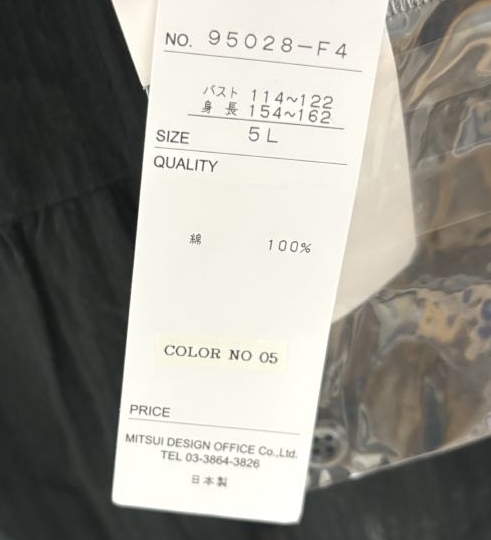 NO. 95028-F4
バスト 114~122
身長 154~162
SIZE 5L
QUALITY
綿 100%
COLOR NO 05
PRICE
MITSUI DESIGN OFFICE Co.,Ltd.
TEL 03-3864-3826
日本製